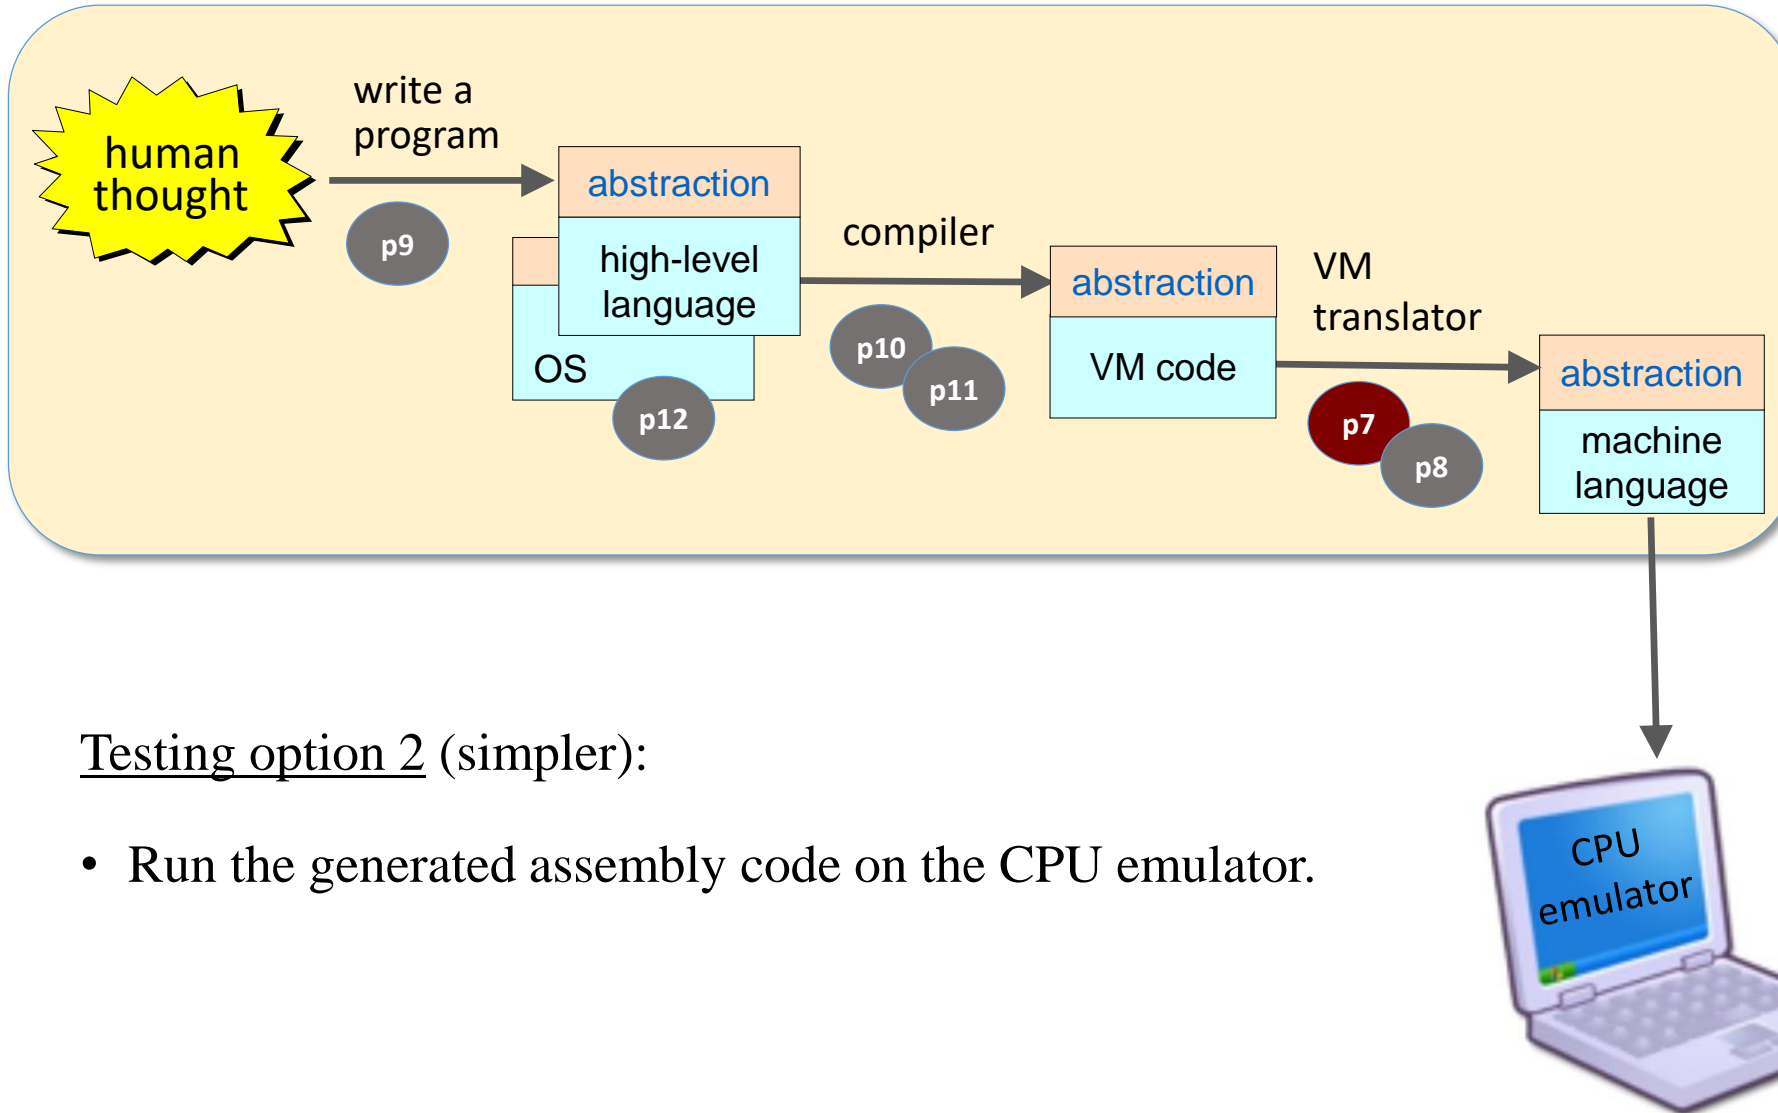 human
thought
write a
program
p9
abstraction
high-level
language
OS
p12
compiler
p10
p11
abstraction
VM code
VM
translator
p7
p8
abstraction
machine
language
Testing option 2 (simpler):
• Run the generated assembly code on the CPU emulator.
CPU
emulator